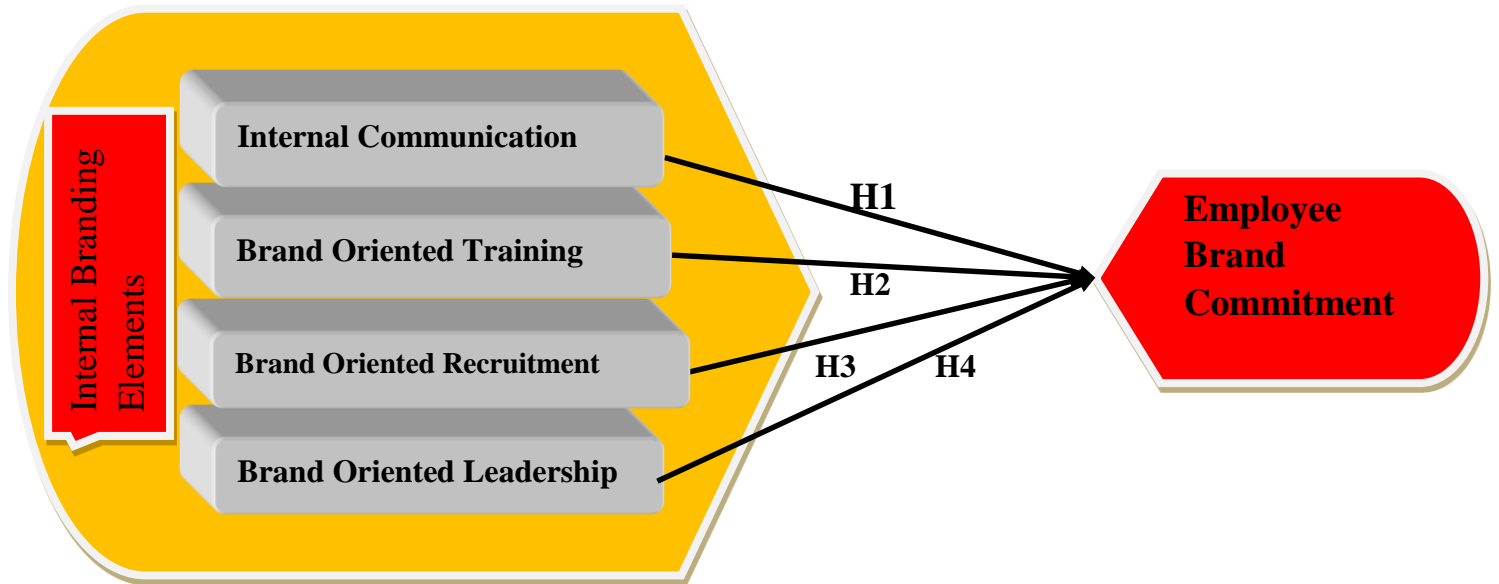 Internal Branding
Elements
Internal Communication
Brand Oriented Training
Brand Oriented Recruitment
Brand Oriented Leadership
H1
H2
H3
H4
Employee
Brand
Commitment